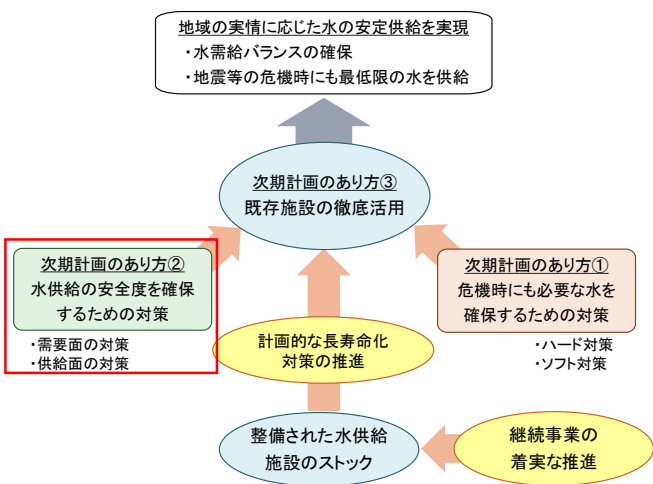 地域の実情に応じた水の安定供給を実現
・水需給バランスの確保
・地震等の危機時にも最低限の水を供給
次期計画のあり方③
既存施設の徹底活用
次期計画のあり方②
水供給の安全度を確保
するための対策
・需要面の対策
・供給面の対策
次期計画のあり方①
危機時にも必要な水を
確保するための対策
・ハード対策
・ソフト対策
計画的な長寿命化
対策の推進
整備された水供給
施設のストック
継続事業の
着実な推進